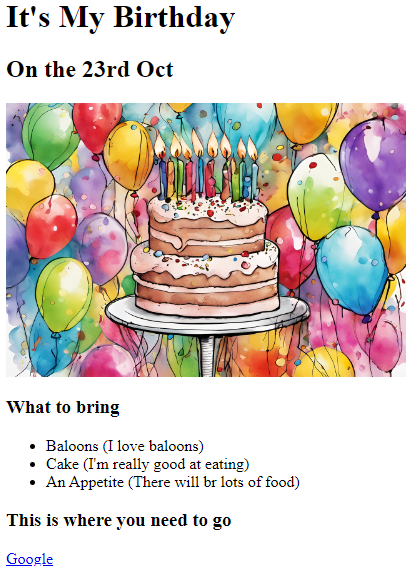 It's My Birthday
On the 23rd Oct
What to bring
Baloons (I love baloons)
Cake (I'm really good at eating)
An Appetite (There will br lots of food)
This is where you need to go
Google